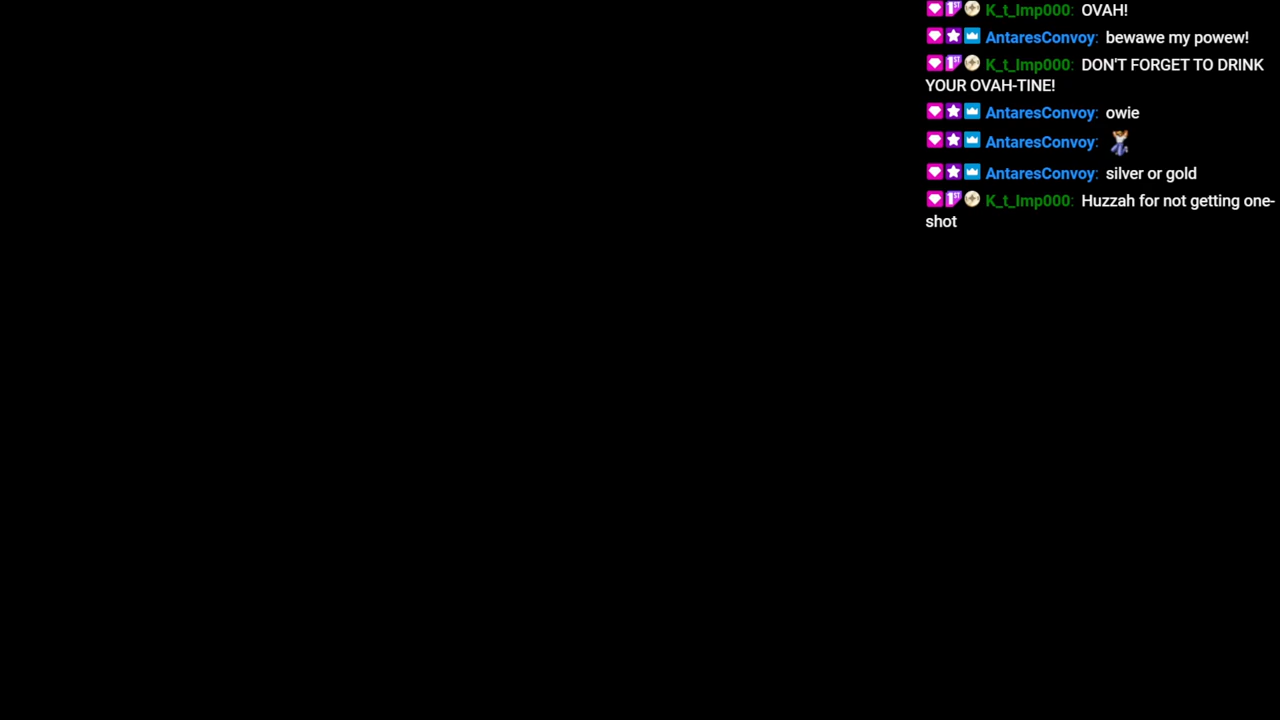 K_t_Imp000: OVAH!
AntaresConvoy: bewawe my powew!
K_t_Imp000: DON'T FORGET TO DRINK
YOUR OVAH-TINE!
AntaresConvoy: owie
AntaresConvoy:
AntaresConvoy: silver or gold
K_t_Imp000: Huzzah for not getting one-
shot